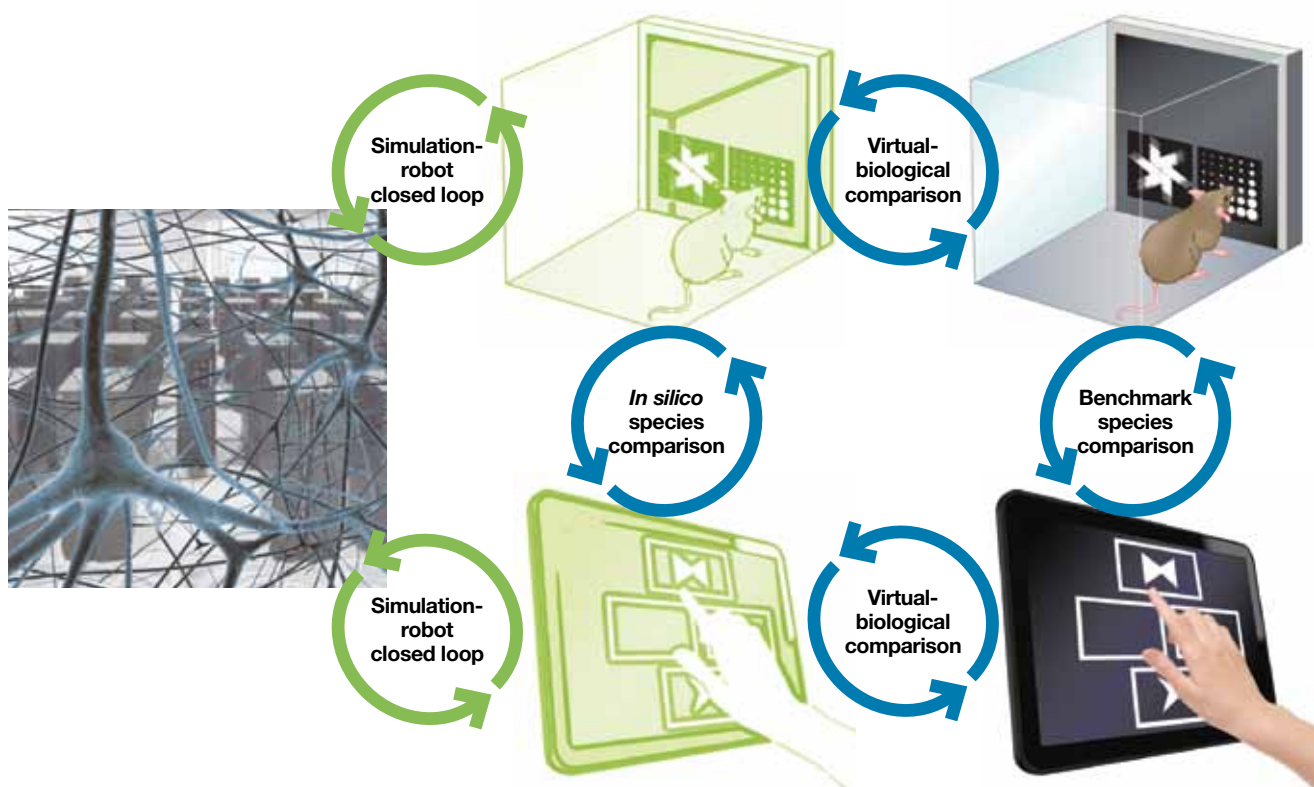 Simulation-
robot
closed loop
Virtual-
biological
comparison
In silico
species
comparison
Benchmark
species
comparison
Simulation-
robot
closed loop
Virtual-
biological
comparison